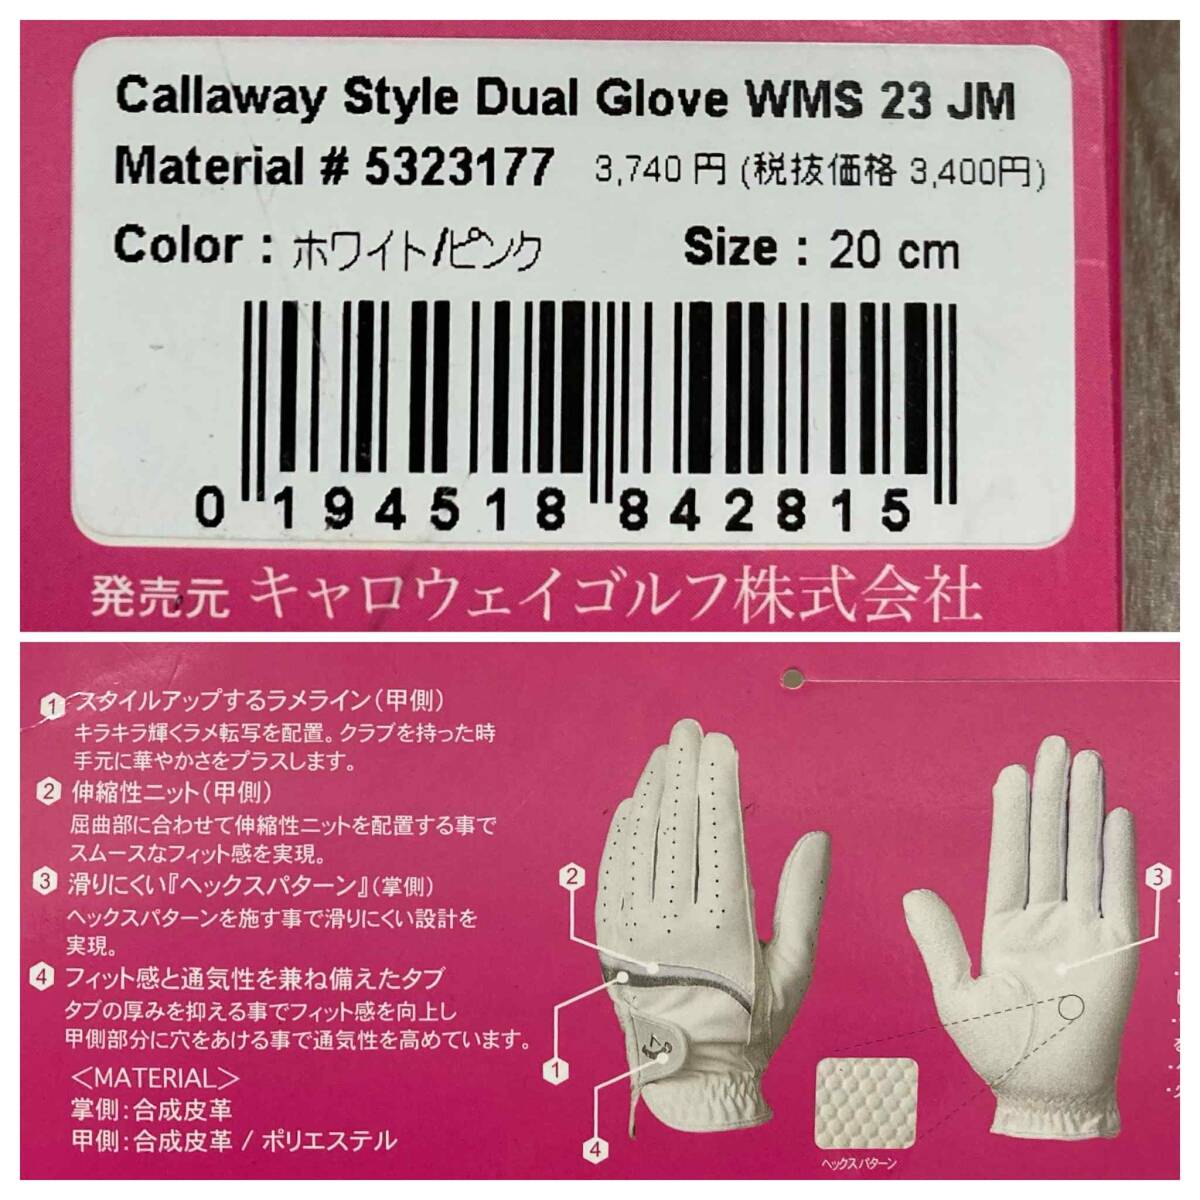 Callaway Style Dual Glove WMS 23 JM
Material # 5323177 3,740 円 (税抜価格 3,400円)
Color : ホワイト/ピンク Size : 20 cm
0 194518 842815
発売元 キャロウェイゴルフ株式会社
1 スタイルアップするラメライン(甲側)
キラキラ輝くラメ転写を配置。クラブを持った時
手元に華やかさをプラスします。
2 伸縮性ニット(甲側)
屈曲部に合わせて伸縮性ニットを配置する事で
スムースなフィット感を実現。
3 滑りにくい『ヘックスパターン』(掌側)
ヘックスパターンを施す事で滑りにくい設計を
実現。
4 フィット感と通気性を兼ね備えたタブ
タブの厚みを抑える事でフィット感を向上し
甲側部分に穴をあける事で通気性を高めています。
<MATERIAL>
掌側:合成皮革
甲側:合成皮革 / ポリエステル
2
3
1
4
ヘックスパターン